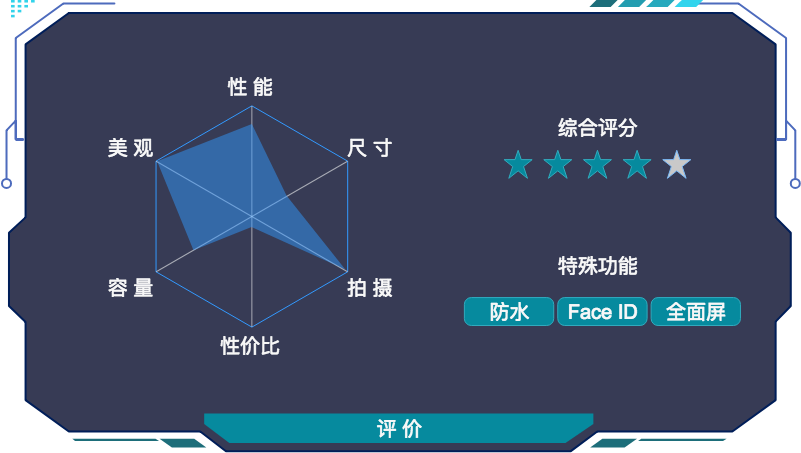 性 能
美 观
尺 寸
容 量
拍 摄
性价比
综合评分
特殊功能
防水
Face ID
全面屏
评 价